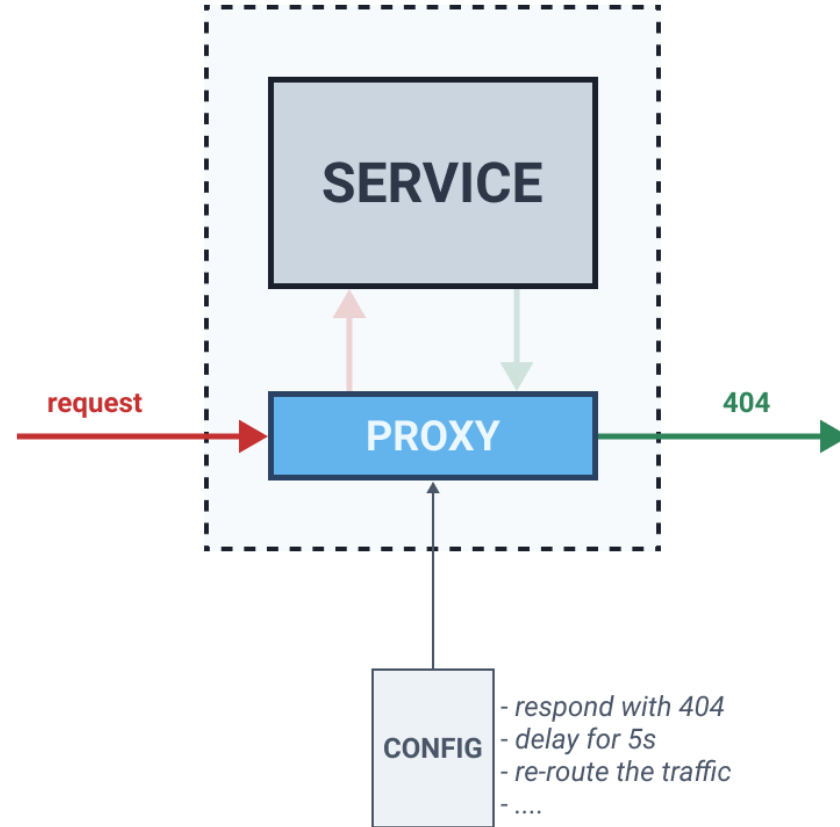 SERVICE
request
404
PROXY
CONFIG
- respond with 404
- delay for 5s
- re-route the traffic
- ....